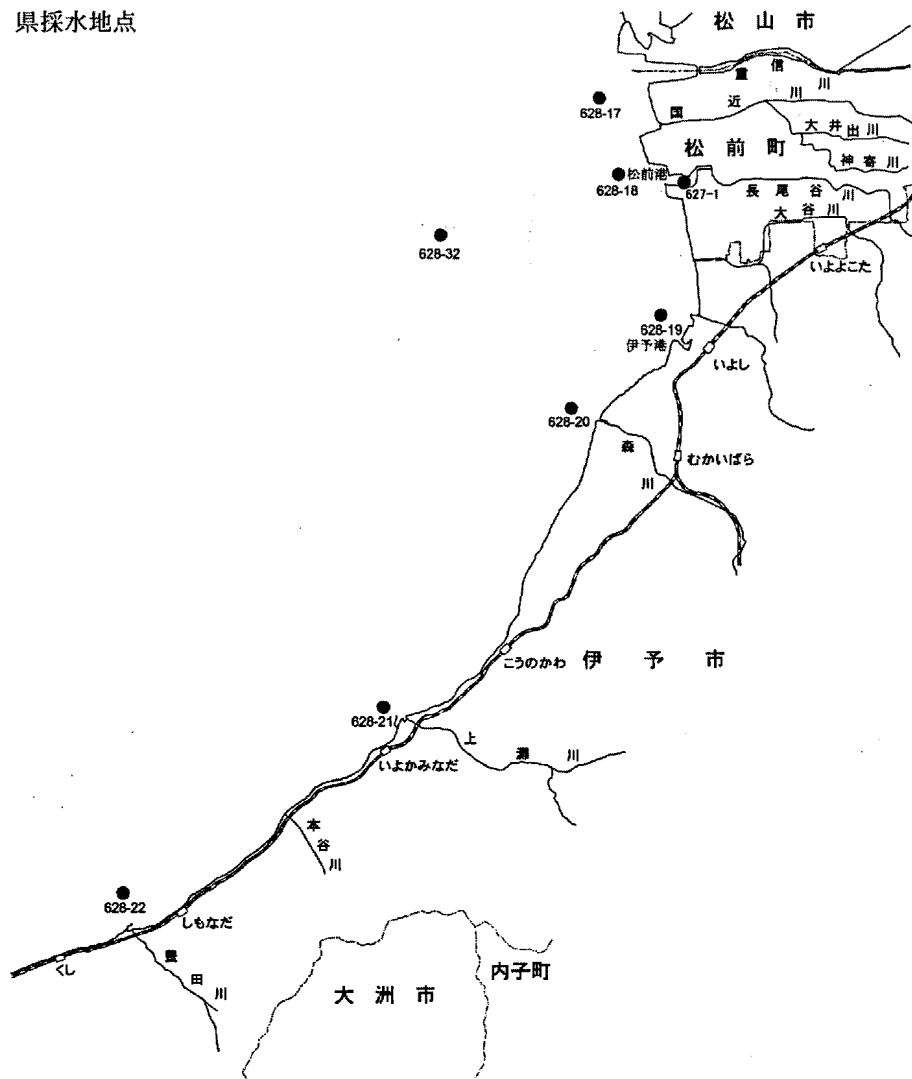 県採水地点
松山市
重信川
628-17
国近川
大井出川
松前町
神寄川
松前港
628-18
627-1
長尾谷川
大谷川
628-32
いよよこた
628-19
伊予港
いよし
628-20
森川
むかいばら
こうのかわ
伊予市
628-21
上灘川
いよかみなだ
本谷川
628-22
しもなだ
くし
豊田川
内子町
大洲市